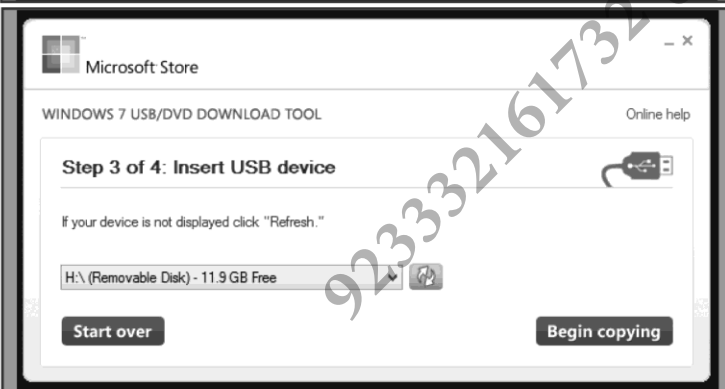 Microsoft Store
WINDOWS 7 USB/DVD DOWNLOAD TOOL
Online help
Step 3 of 4: Insert USB device
If your device is not displayed click "Refresh."
H:\ (Removable Disk) - 11.9 GB Free
Start over
Begin copying